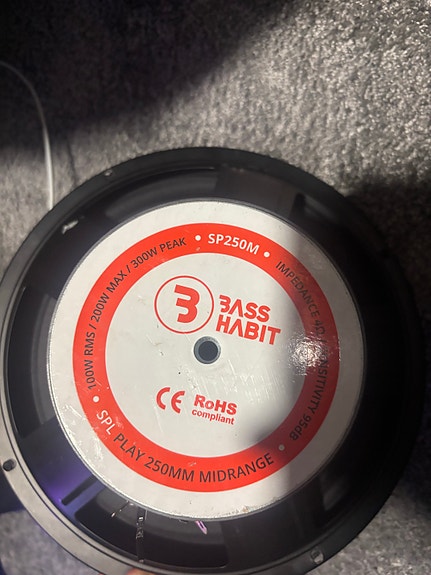 100W RMS / 200W MAX / 300W PEAK • SP250M • IMPEDANCE 4Ω SENSITIVITY 95dB •
B
BASS
HABIT
CE RoHS
compliant
• SPL PLAY 250MM MIDRANGE •